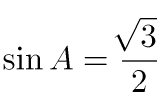 sin A = √3/2